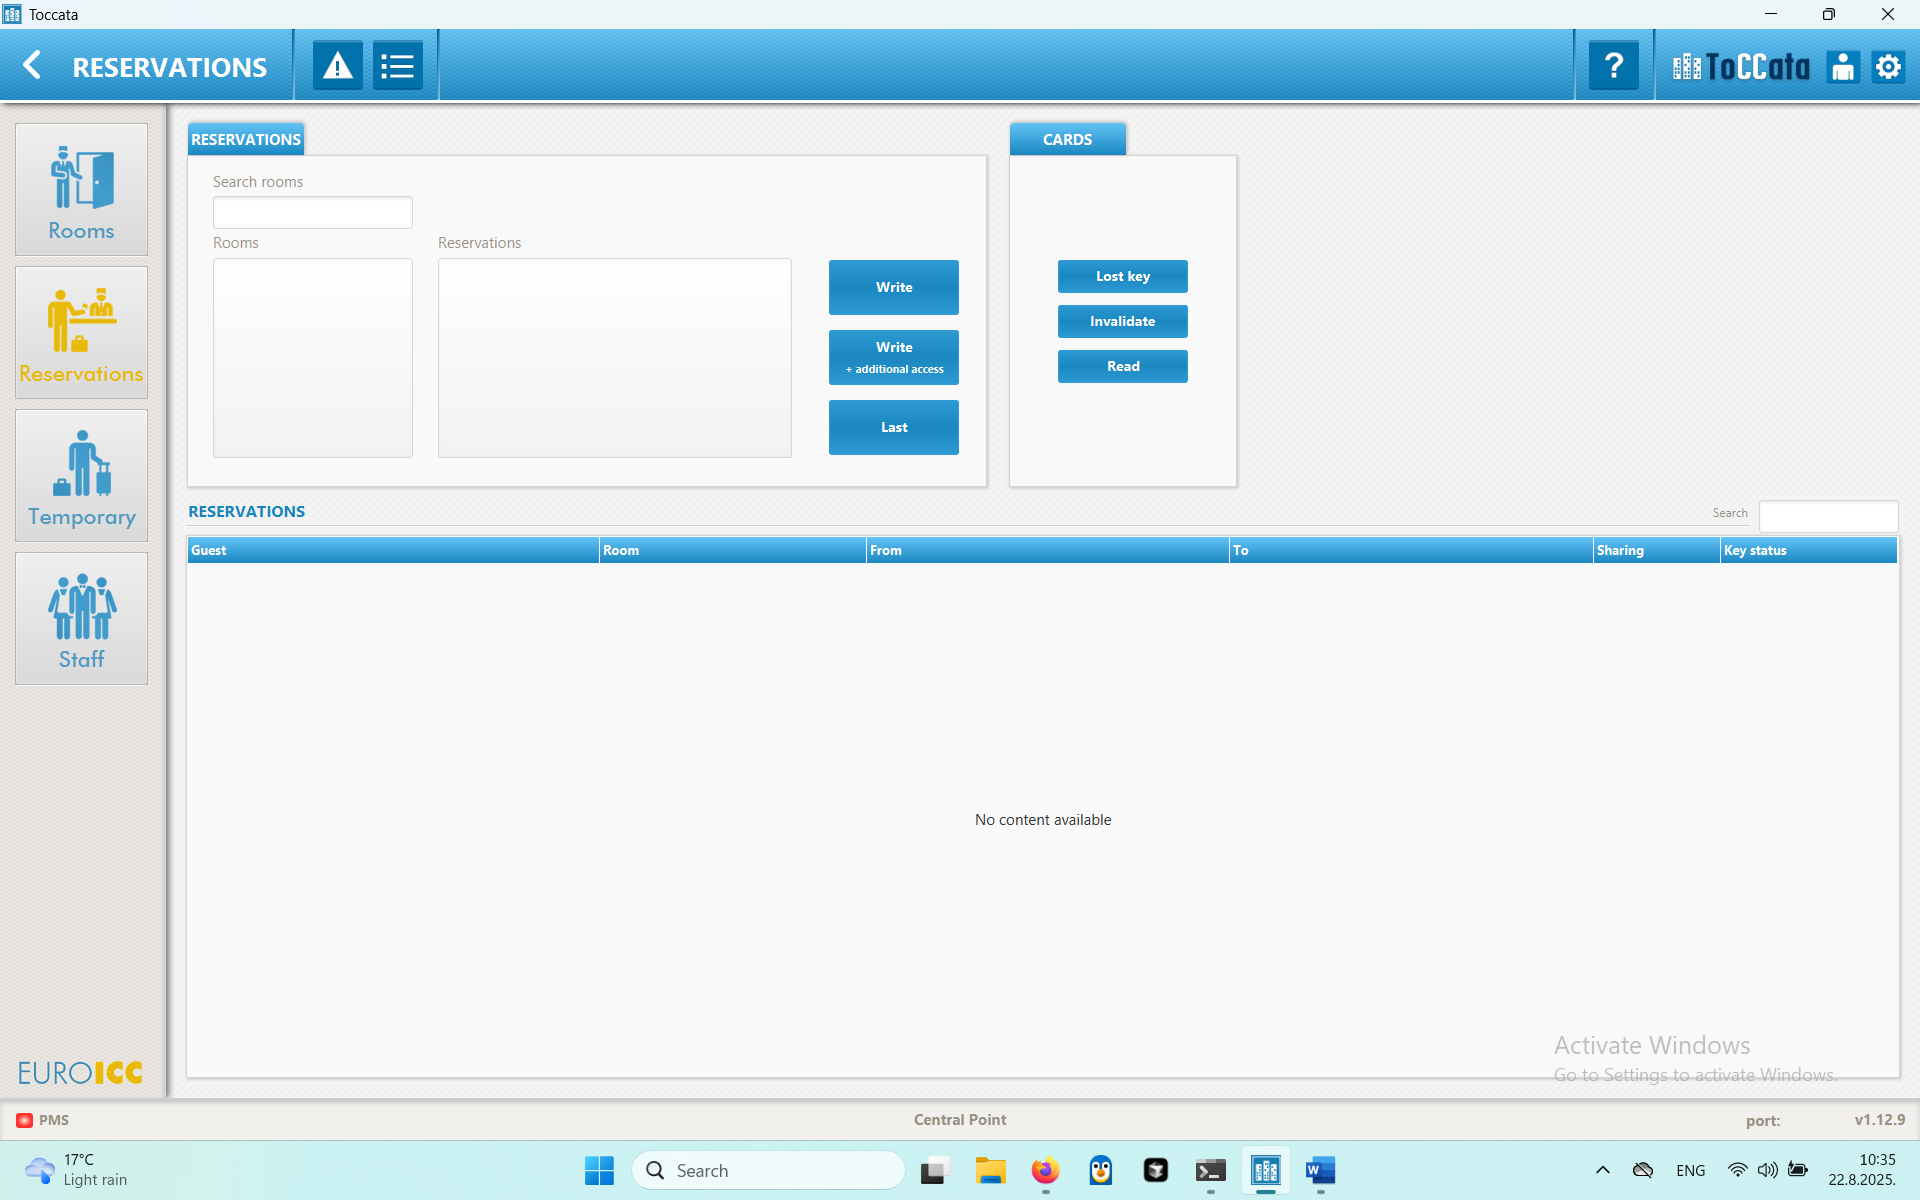 Toccata
RESERVATIONS
?
ToCCata
Rooms
Reservations
Temporary
Staff
EUROICC
RESERVATIONS
Search rooms
Rooms
Reservations
Write
Write
+ additional access
Last
CARDS
Lost key
Invalidate
Read
RESERVATIONS
Search
Guest Room From To Sharing Key status
No content available
Activate Windows
Go to Settings to activate Windows.
PMS Central Point port: v1.12.9
17°C
Light rain
Search
W
ENG
10:35
22.8.2025.